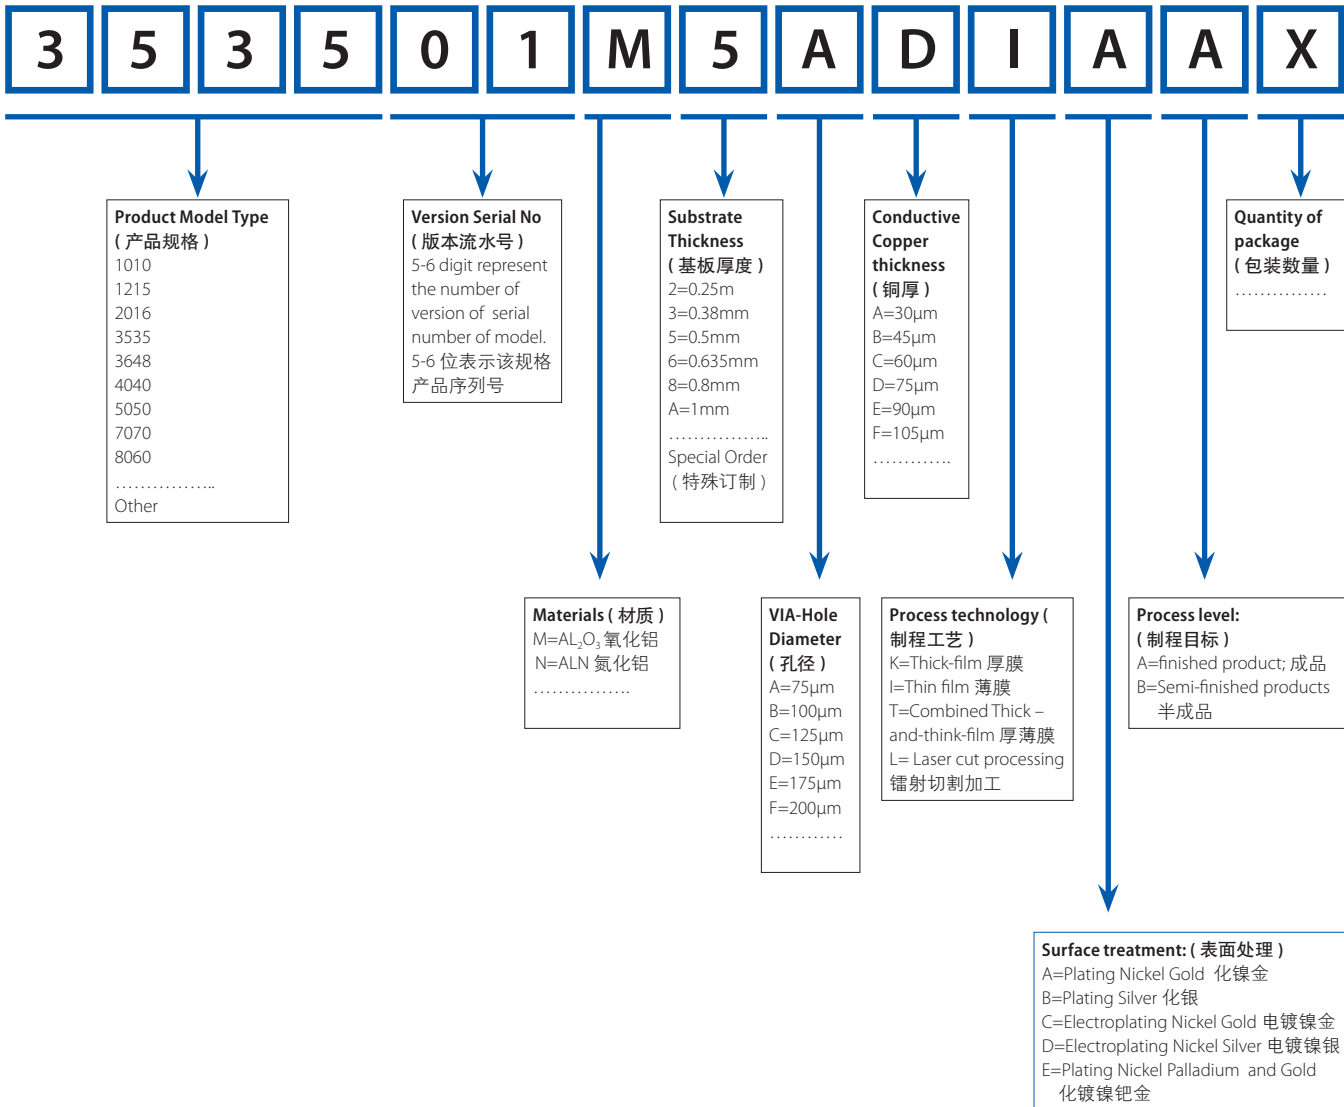 3 5 3 5 0 1 M 5 A D I A A X
Product Model Type
( 产品规格 )
1010
1215
2016
3535
3648
4040
5050
7070
8060
……………..
Other
Version Serial No
( 版本流水号 )
5-6 digit represent
the number of
version of serial
number of model.
5-6 位表示该规格
产品序列号
Substrate
Thickness
( 基板厚度 )
2=0.25m
3=0.38mm
5=0.5mm
6=0.635mm
8=0.8mm
A=1mm
……………..
Special Order
( 特殊订制 )
Conductive
Copper
thickness
( 铜厚 )
A=30µm
B=45µm
C=60µm
D=75µm
E=90µm
F=105µm
………….
Quantity of
package
( 包装数量 )
……………
Materials ( 材质 )
M=AL₂O₃ 氧化铝
N=ALN 氮化铝
…………….
VIA-Hole
Diameter
( 孔径 )
A=75µm
B=100µm
C=125µm
D=150µm
E=175µm
F=200µm
…………
Process technology (
制程工艺 )
K=Thick-film 厚膜
I=Thin film 薄膜
T=Combined Thick –
and-think-film 厚薄膜
L= Laser cut processing
镭射切割加工
Process level:
( 制程目标 )
A=finished product; 成品
B=Semi-finished products
半成品
Surface treatment: ( 表面处理 )
A=Plating Nickel Gold 化镍金
B=Plating Silver 化银
C=Electroplating Nickel Gold 电镀镍金
D=Electroplating Nickel Silver 电镀镍银
E=Plating Nickel Palladium and Gold
化镀镍钯金